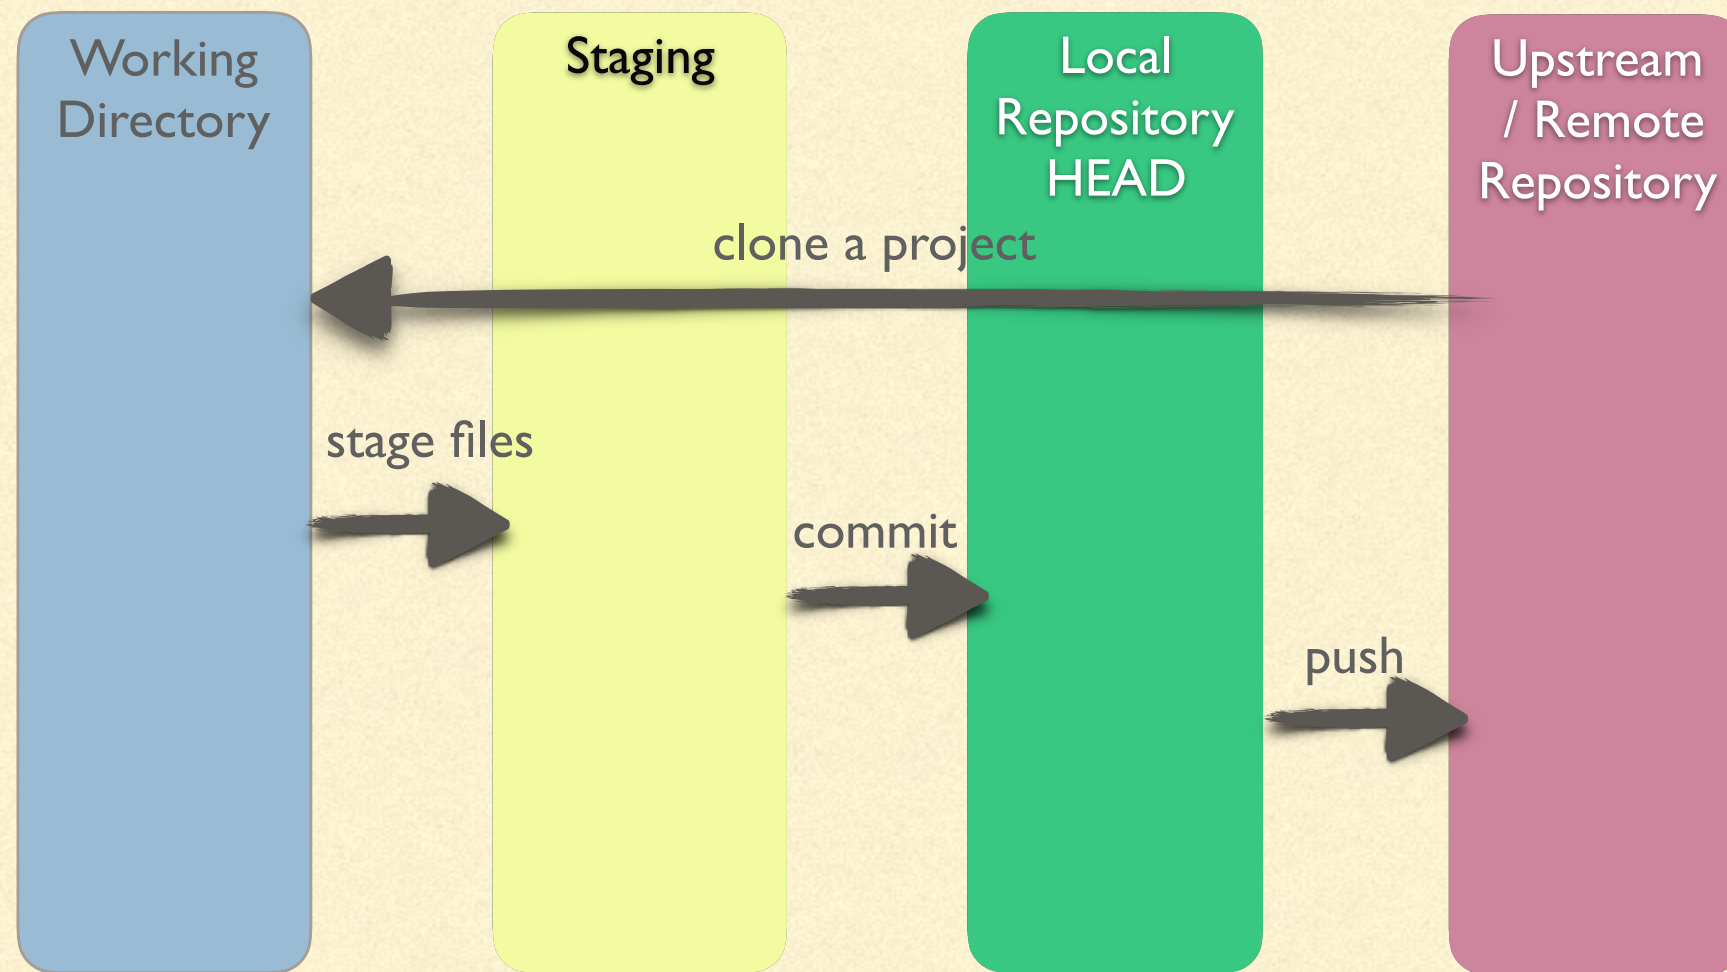 Working
Directory
Staging
Local
Repository
HEAD
Upstream
/ Remote
Repository
clone a project
stage files
commit
push